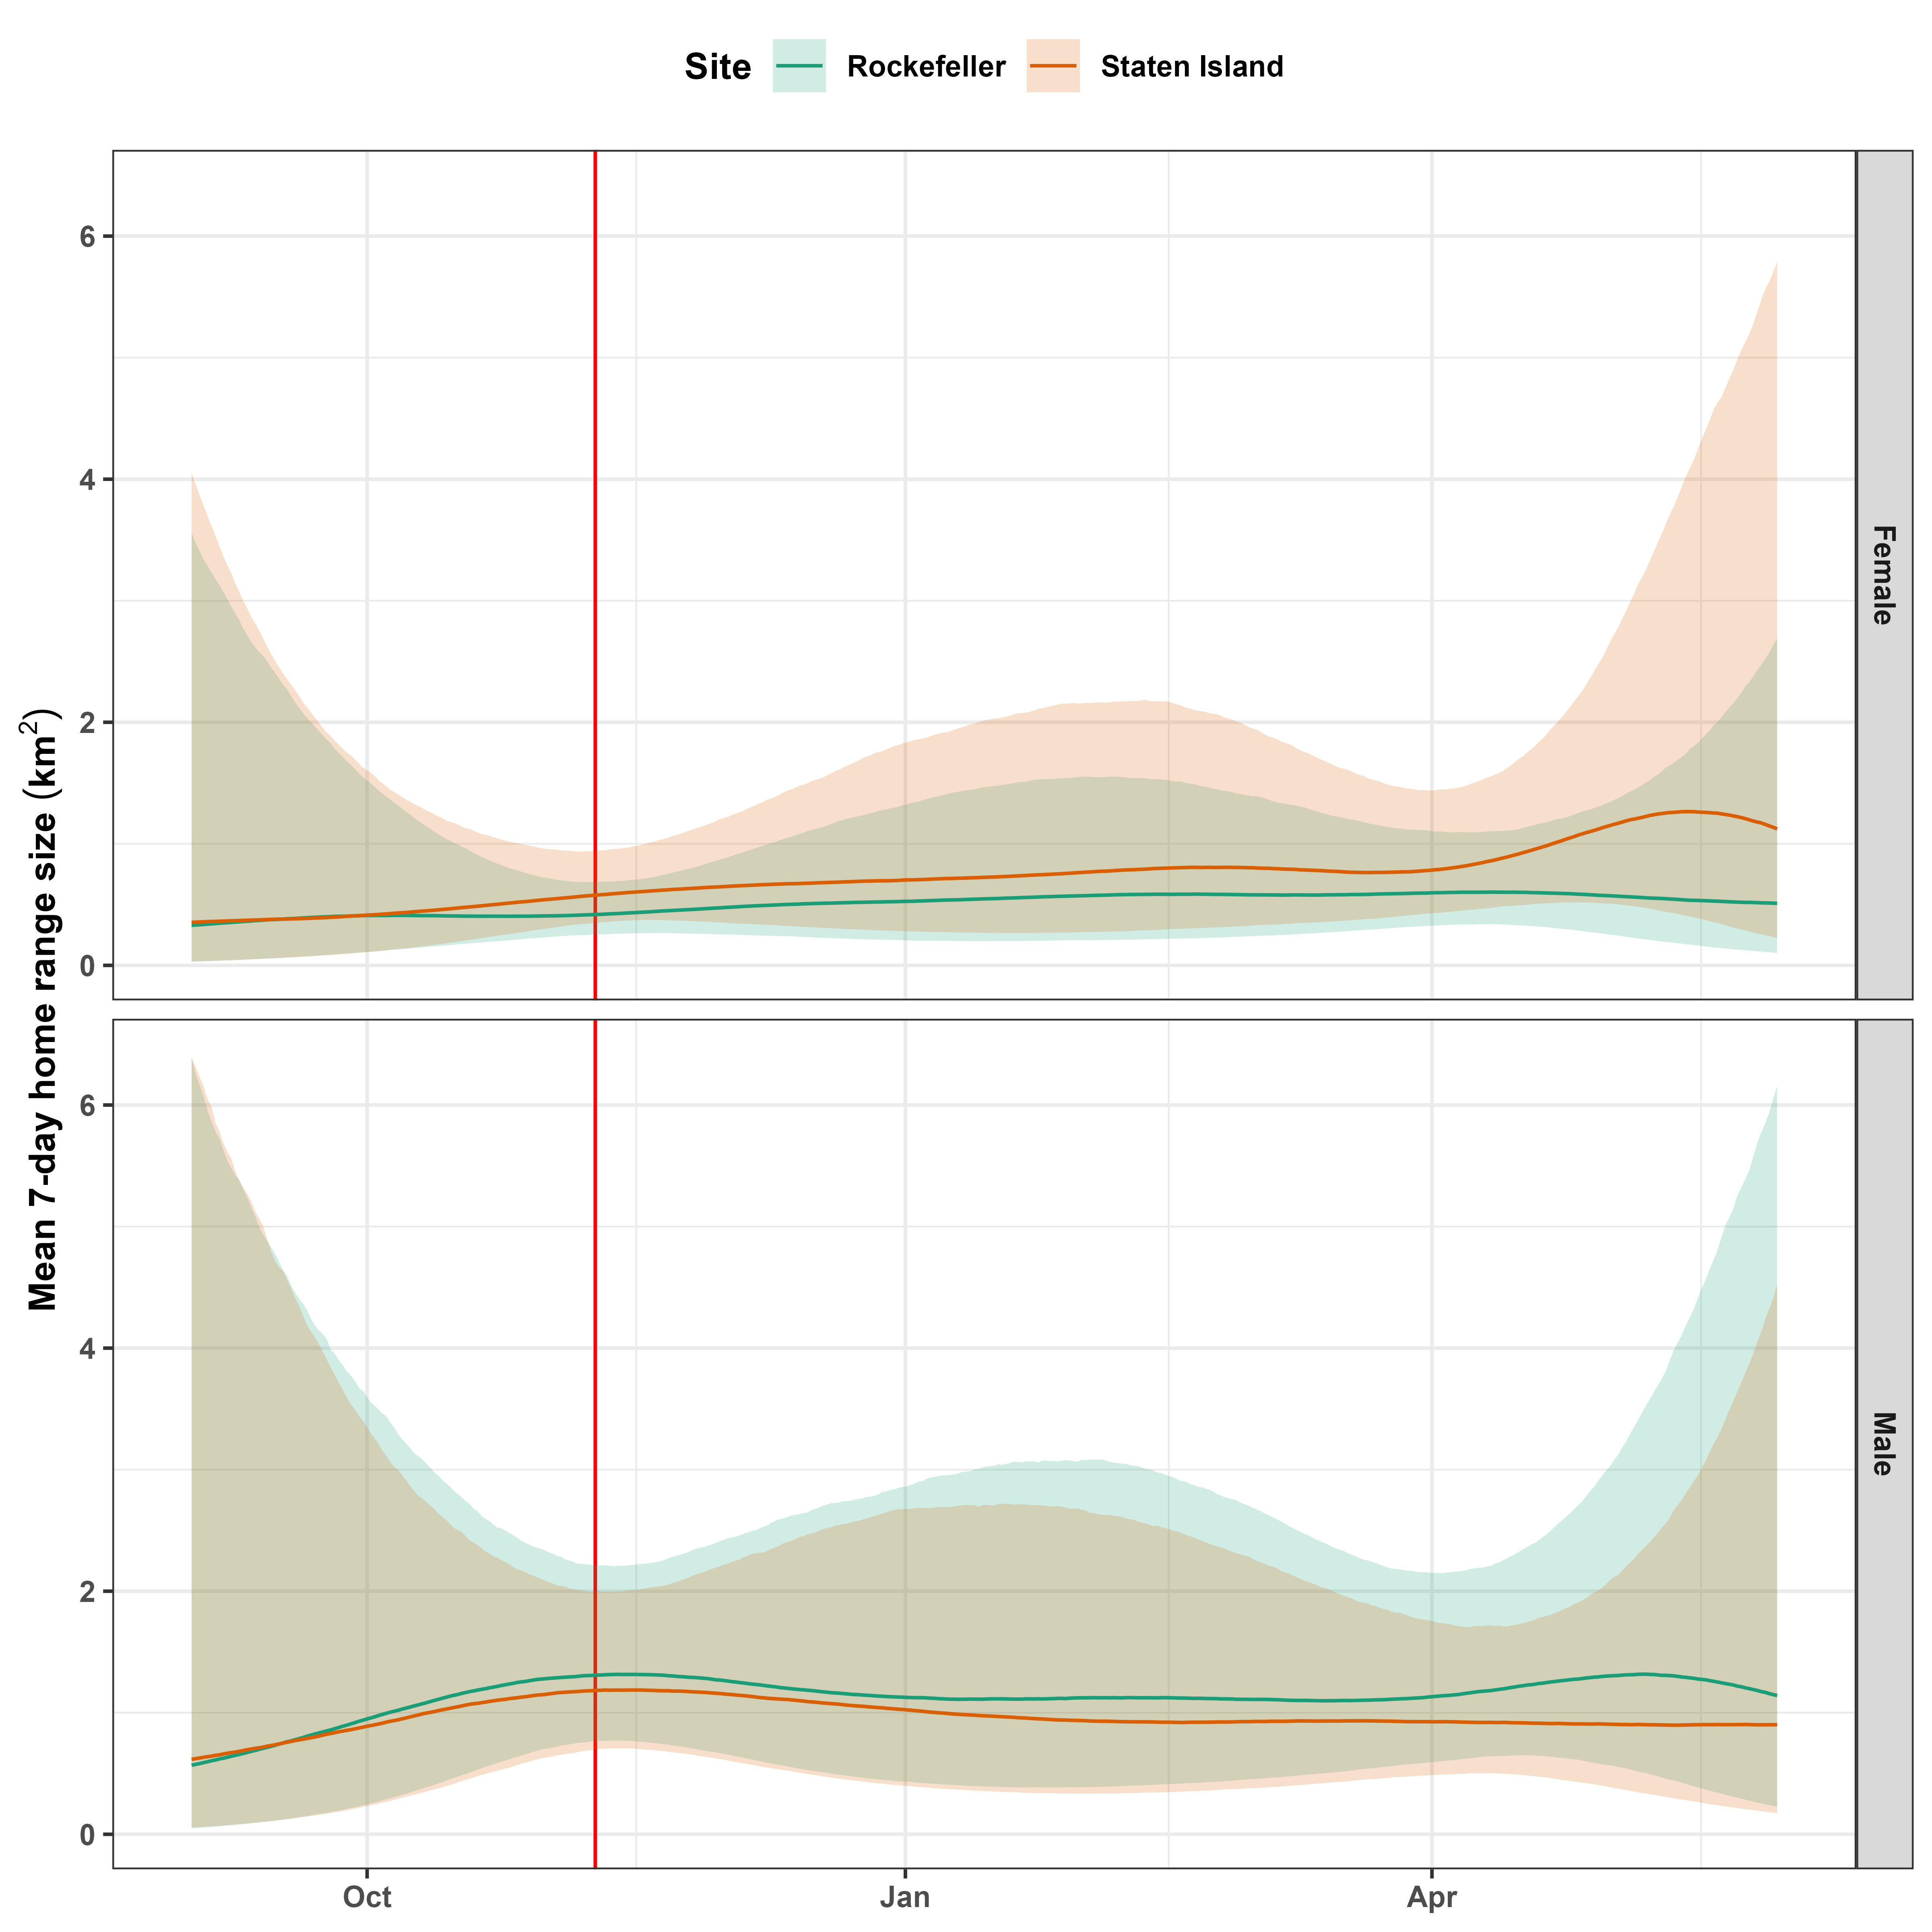 Site Rockefeller Staten Island
Mean 7-day home range size (km²)
6
4
2
0
Female
6
4
2
0
Male
Oct Jan Apr